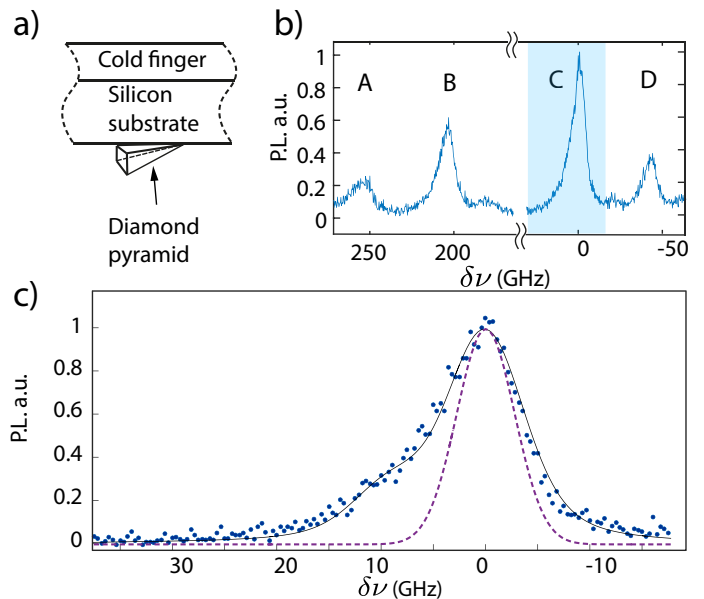 a)
Cold finger
Silicon
substrate
Diamond
pyramid
b)
P.L. a.u.
1
0.8
0.6
0.4
0.2
0
A
B
C
D
250
200
0
-50
δν (GHz)
c)
P.L. a.u.
1
0.8
0.6
0.4
0.2
0
30
20
10
0
-10
δν (GHz)